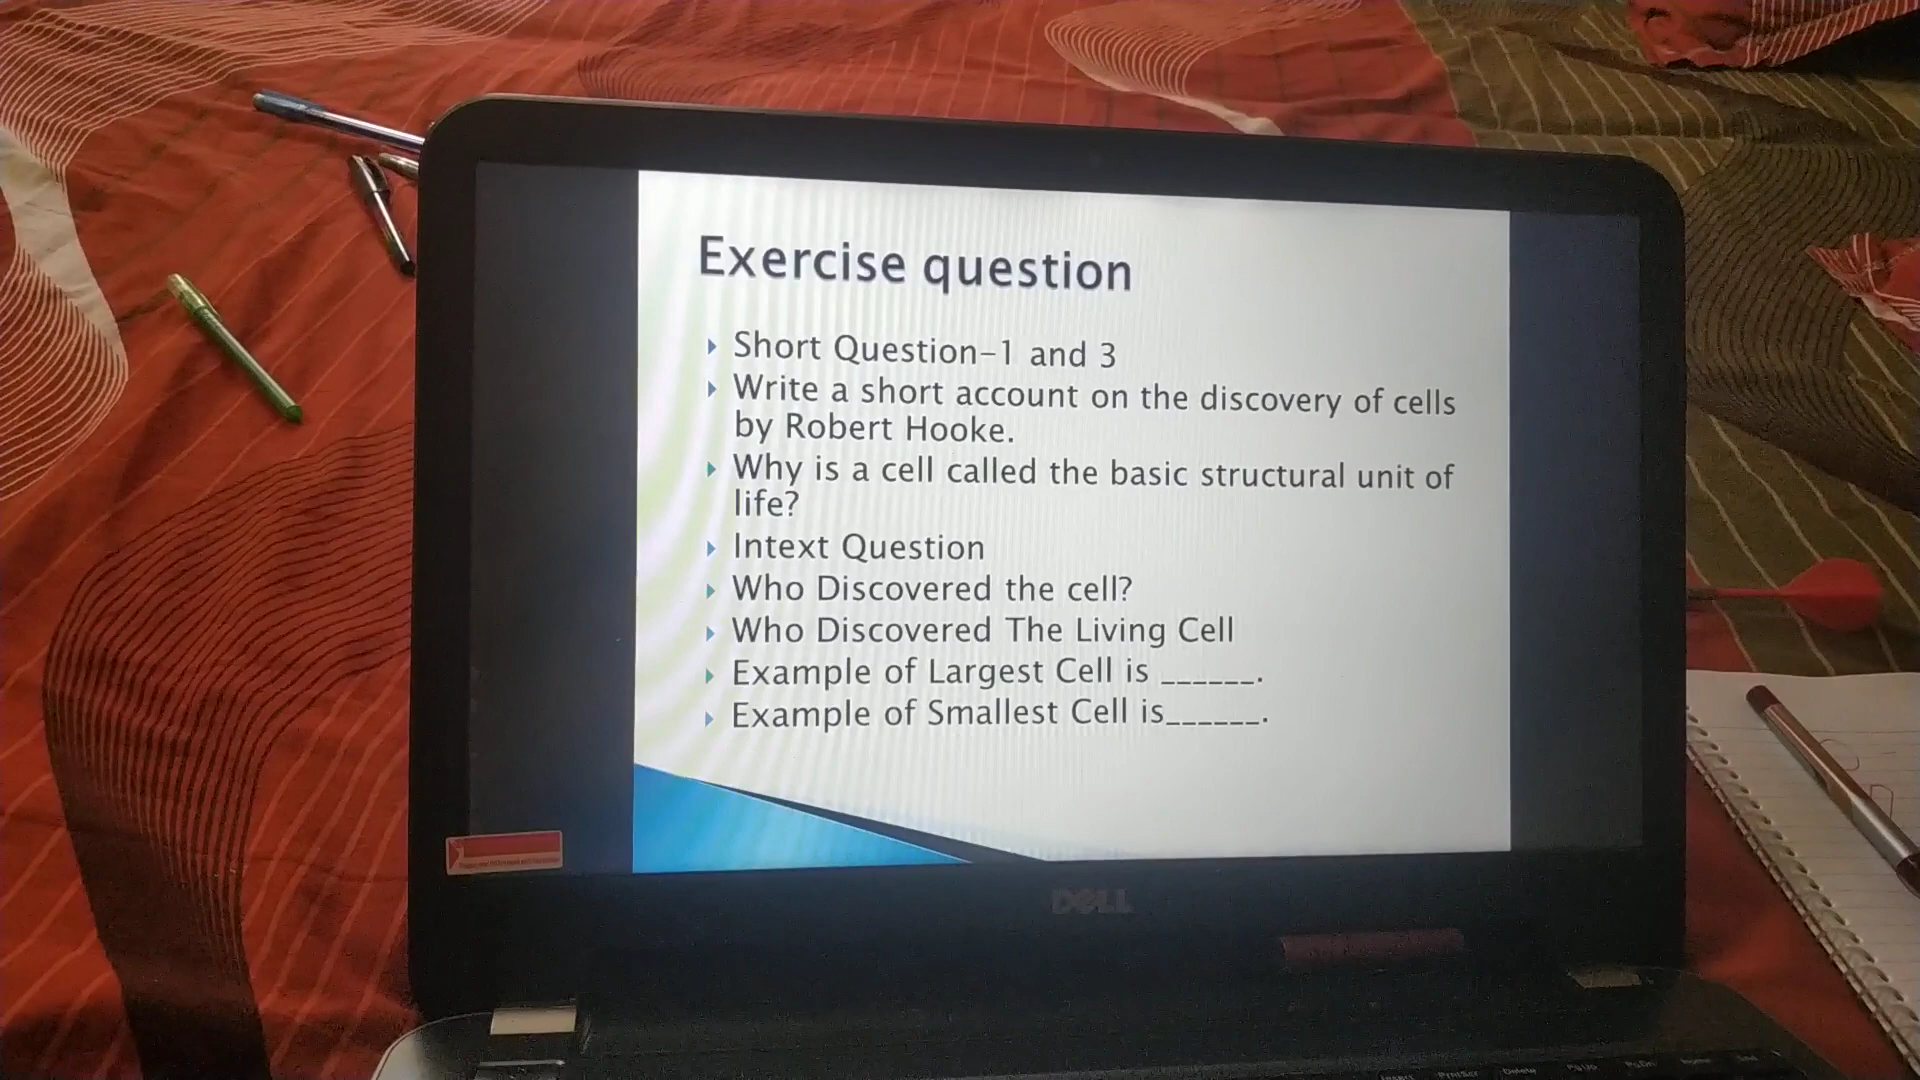 Exercise question
Short Question-1 and 3
Write a short account on the discovery of cells
by Robert Hooke.
Why is a cell called the basic structural unit of
life?
Intext Question
Who Discovered the cell?
Who Discovered The Living Cell
Example of Largest Cell is ______.
Example of Smallest Cell is______.
DELL